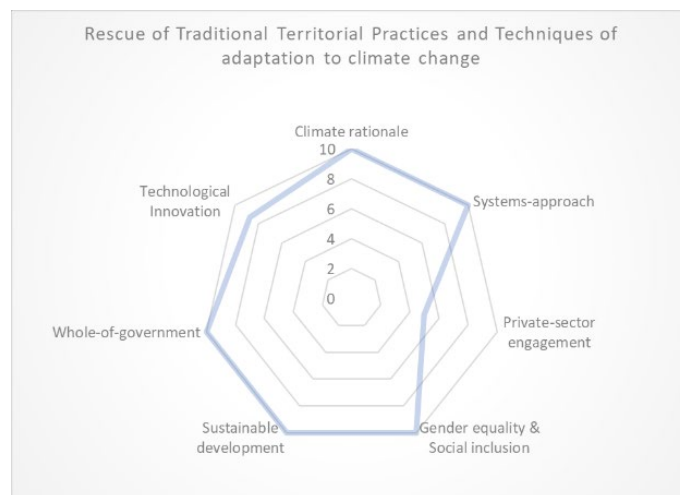 Rescue of Traditional Territorial Practices and Techniques of
adaptation to climate change
Climate rationale
10
8
6
4
2
0
Systems-approach
Private-sector
engagement
Gender equality &
Social inclusion
Sustainable
development
Whole-of-government
Technological
Innovation